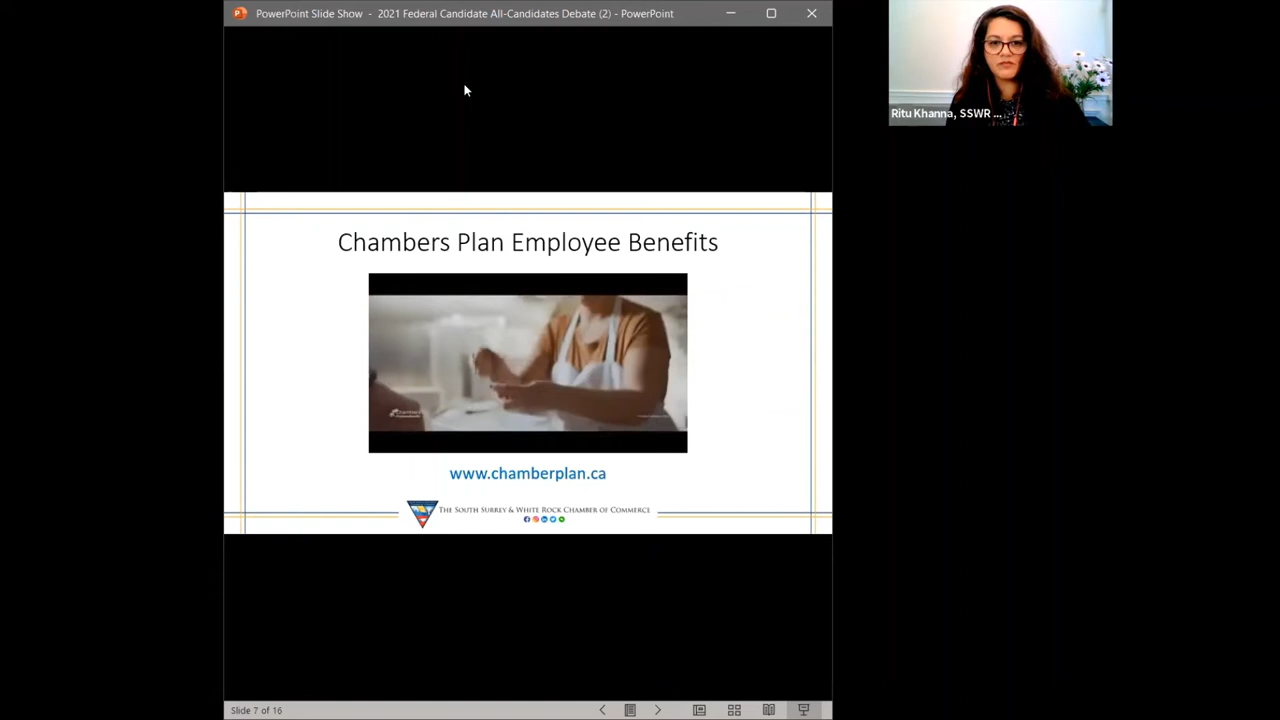 PowerPoint Slide Show - 2021 Federal Candidate All-Candidates Debate (2) - PowerPoint
Ritu Khanna, SSWR ...
Chambers Plan Employee Benefits
www.chamberplan.ca
THE SOUTH SURREY & WHITE ROCK CHAMBER OF COMMERCE
Slide 7 of 16